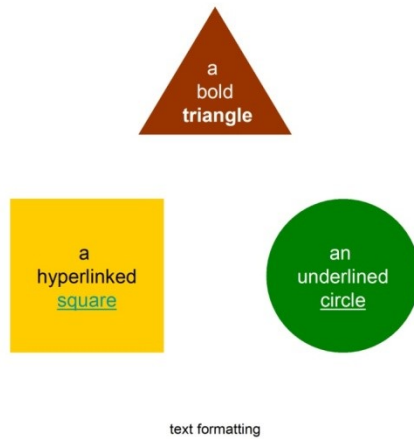 a
bold
triangle
a
hyperlinked
square
an
underlined
circle
text formatting